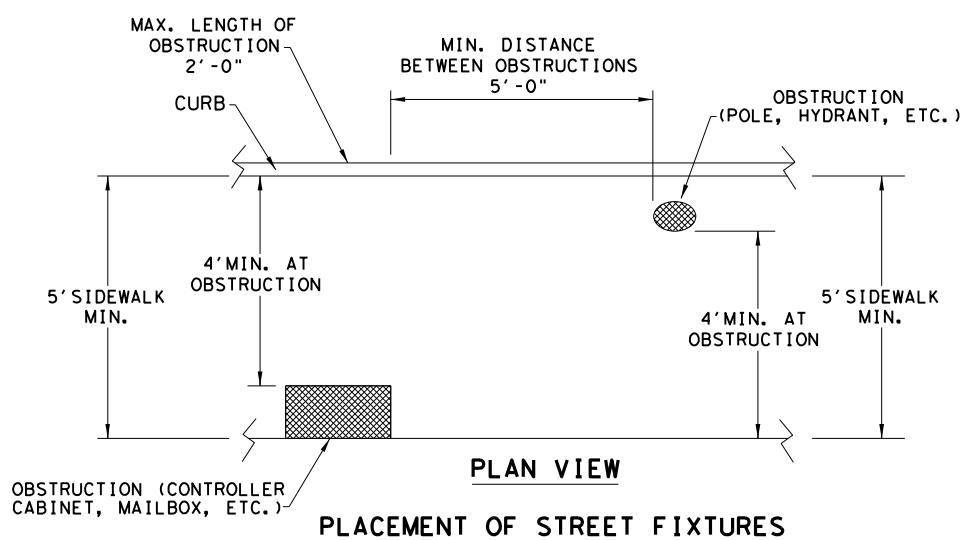 MAX. LENGTH OF
OBSTRUCTION
2'-0"
CURB
MIN. DISTANCE
BETWEEN OBSTRUCTIONS
5'-0"
OBSTRUCTION
(POLE, HYDRANT, ETC.)
4'MIN. AT
OBSTRUCTION
5'SIDEWALK
MIN.
4'MIN. AT
OBSTRUCTION
5'SIDEWALK
MIN.
OBSTRUCTION (CONTROLLER
CABINET, MAILBOX, ETC.)
PLAN VIEW
PLACEMENT OF STREET FIXTURES